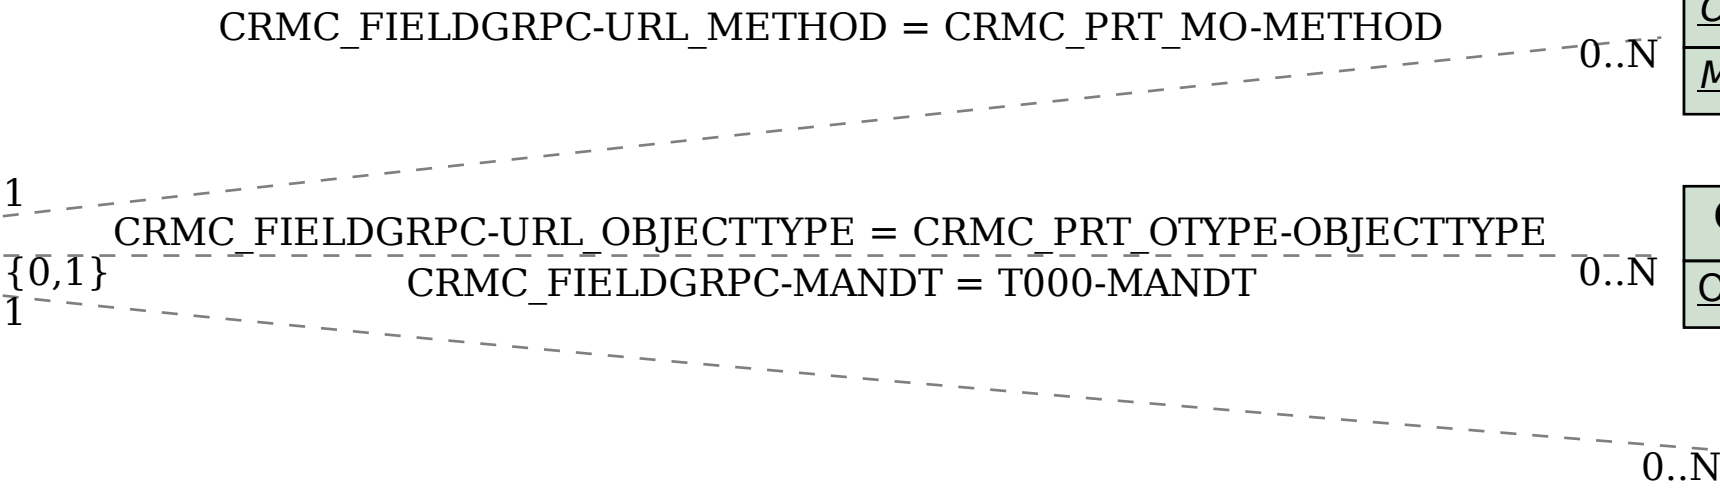 CRMC_FIELDGRPC-URL_METHOD = CRMC_PRT_MO-METHOD
0..N
1
CRMC_FIELDGRPC-URL_OBJECTTYPE = CRMC_PRT_OTYPE-OBJECTTYPE
{0,1}
0..N
CRMC_FIELDGRPC-MANDT = T000-MANDT
1
0..N